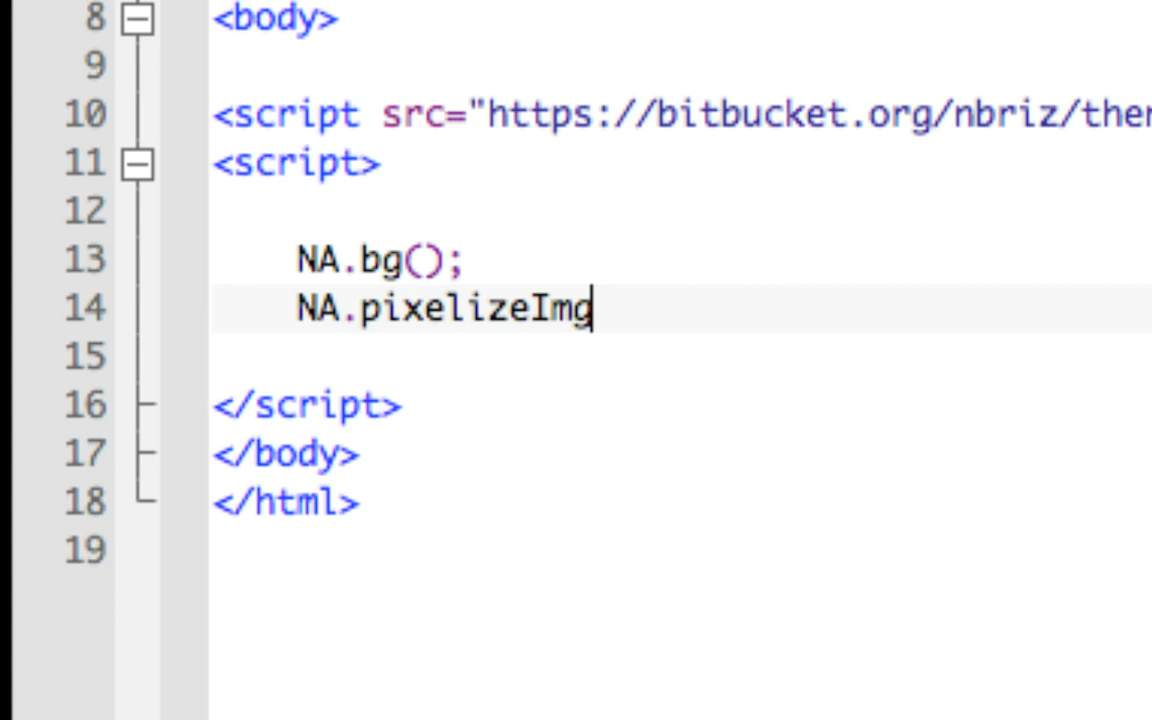 8 <body>
9
10 <script src="https://bitbucket.org/nbriz/ther
11 <script>
12
13 NA.bg();
14 NA.pixelizeImg
15
16 </script>
17 </body>
18 </html>
19